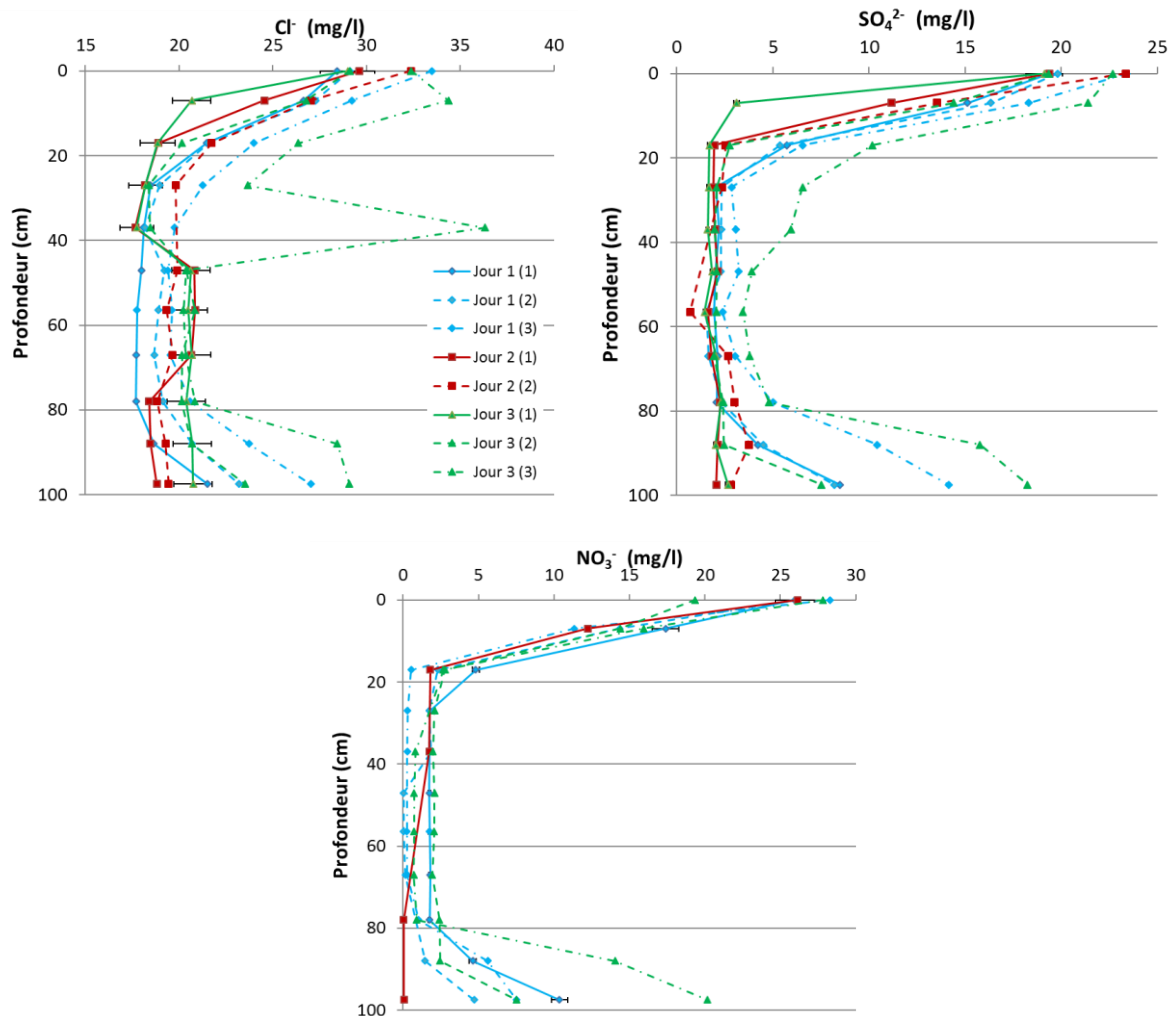 Cl⁻ (mg/l)
15 20 25 30 35 40
0
20
40
60
80
100
Profondeur (cm)
Jour 1 (1)
Jour 1 (2)
Jour 1 (3)
Jour 2 (1)
Jour 2 (2)
Jour 3 (1)
Jour 3 (2)
Jour 3 (3)
SO₄²⁻ (mg/l)
0 5 10 15 20 25
0
20
40
60
80
100
Profondeur (cm)
NO₃⁻ (mg/l)
0 5 10 15 20 25 30
0
20
40
60
80
100
Profondeur (cm)